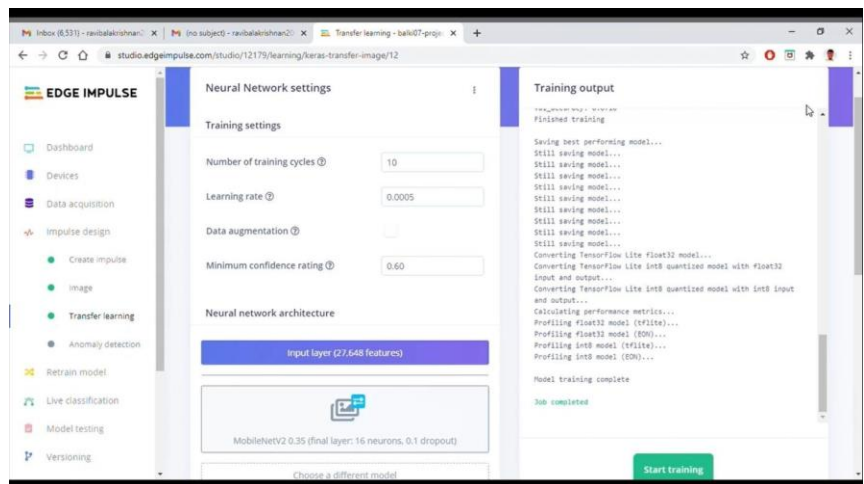 Inbox (6,531) - ravibalakrishnan2
(no subject) - ravibalakrishnan20
Transfer learning - balki07-proje
studio.edgeimpulse.com/studio/12179/learning/keras-transfer-image/12
EDGE IMPULSE
Dashboard
Devices
Data acquisition
Impulse design
Create impulse
Image
Transfer learning
Anomaly detection
Retrain model
Live classification
Model testing
Versioning
Neural Network settings
Training settings
Number of training cycles
10
Learning rate
0.0005
Data augmentation
Minimum confidence rating
0.60
Neural network architecture
Input layer (27,648 features)
MobileNetV2 0.35 (final layer: 16 neurons, 0.1 dropout)
Choose a different model
Training output
Finished training
Saving best performing model...
Still saving model...
Still saving model...
Still saving model...
Still saving model...
Still saving model...
Still saving model...
Still saving model...
Still saving model...
Still saving model...
Converting TensorFlow Lite float32 model...
Converting TensorFlow Lite int8 quantized model with float32
input and output...
Converting TensorFlow Lite int8 quantized model with int8 input
and output...
Calculating performance metrics...
Profiling float32 model (tflite)...
Profiling float32 model (EON)...
Profiling int8 model (tflite)...
Profiling int8 model (EON)...
Model training complete
Job completed
Start training